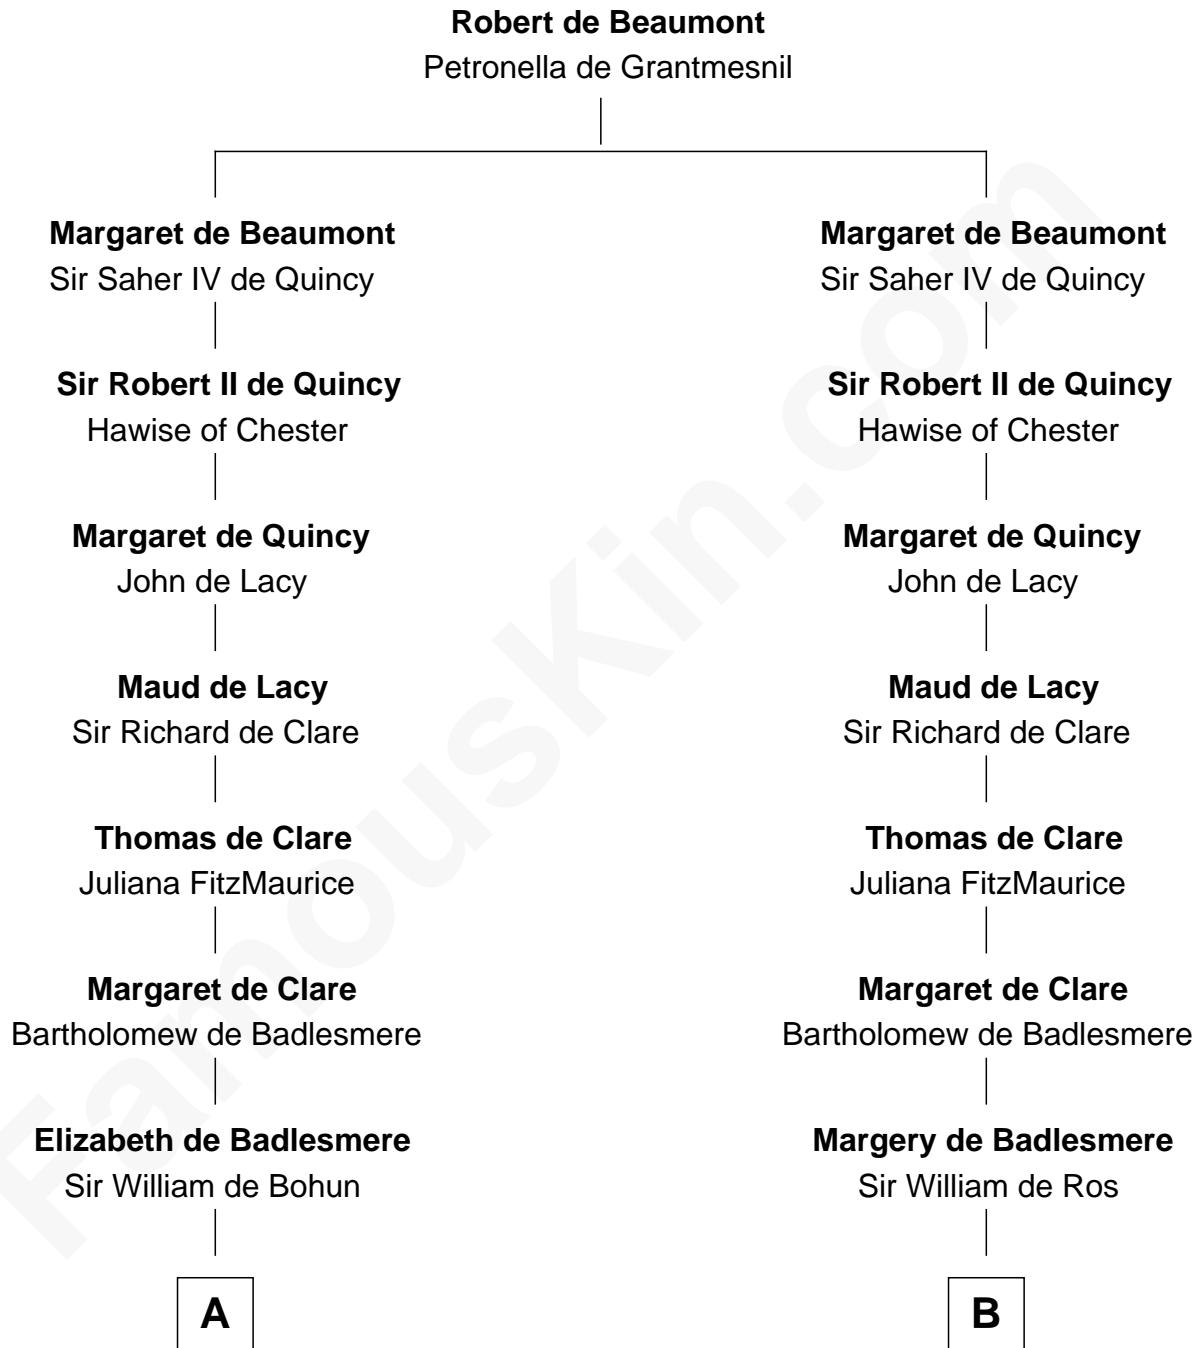 Robert de Beaumont
Petronella de Grantmesnil
Margaret de Beaumont
Sir Saher IV de Quincy
Sir Robert II de Quincy
Hawise of Chester
Margaret de Quincy
John de Lacy
Maud de Lacy
Sir Richard de Clare
Thomas de Clare
Juliana FitzMaurice
Margaret de Clare
Bartholomew de Badlesmere
Elizabeth de Badlesmere
Sir William de Bohun
A
Margaret de Beaumont
Sir Saher IV de Quincy
Sir Robert II de Quincy
Hawise of Chester
Margaret de Quincy
John de Lacy
Maud de Lacy
Sir Richard de Clare
Thomas de Clare
Juliana FitzMaurice
Margaret de Clare
Bartholomew de Badlesmere
Margery de Badlesmere
Sir William de Ros
B
FamousKin.com